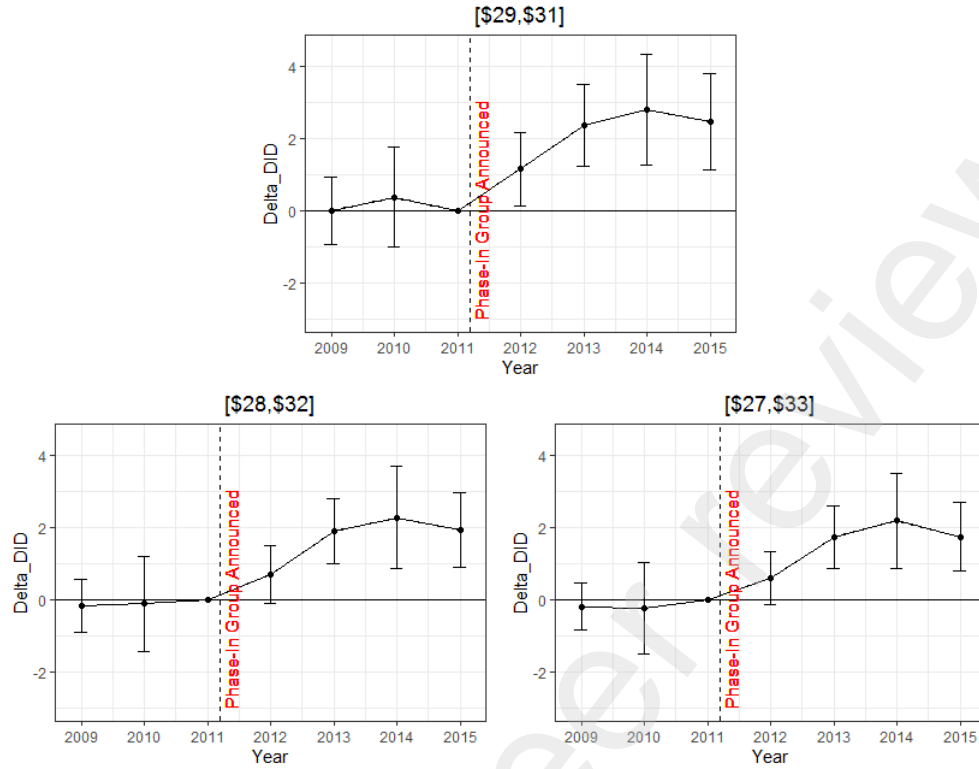 [$29,$31]
4
2
0
-2
Delta_DID
Phase-In Group Announced
2009 2010 2011 2012 2013 2014 2015
Year
[$28,$32]
4
2
0
-2
Delta_DID
Phase-In Group Announced
2009 2010 2011 2012 2013 2014 2015
Year
[$27,$33]
4
2
0
-2
Delta_DID
Phase-In Group Announced
2009 2010 2011 2012 2013 2014 2015
Year
eer review